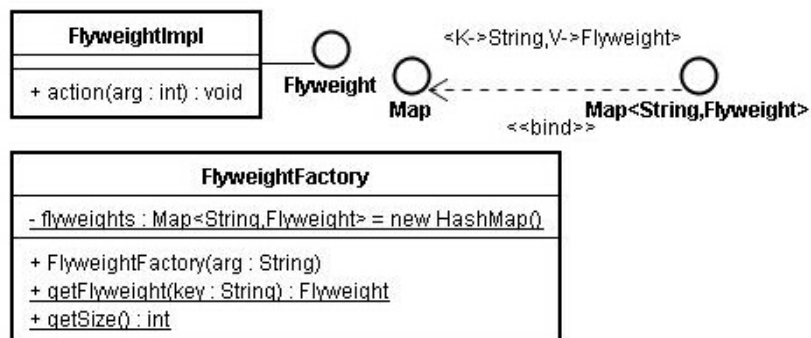 FlyweightImpl
+ action(arg : int) : void
Flyweight
<K->String,V->Flyweight>
Map
Map<String,Flyweight>
<<bind>>
FlyweightFactory
- flyweights : Map<String,Flyweight> = new HashMap()
+ FlyweightFactory(arg : String)
+ getFlyweight(key : String) : Flyweight
+ getSize() : int